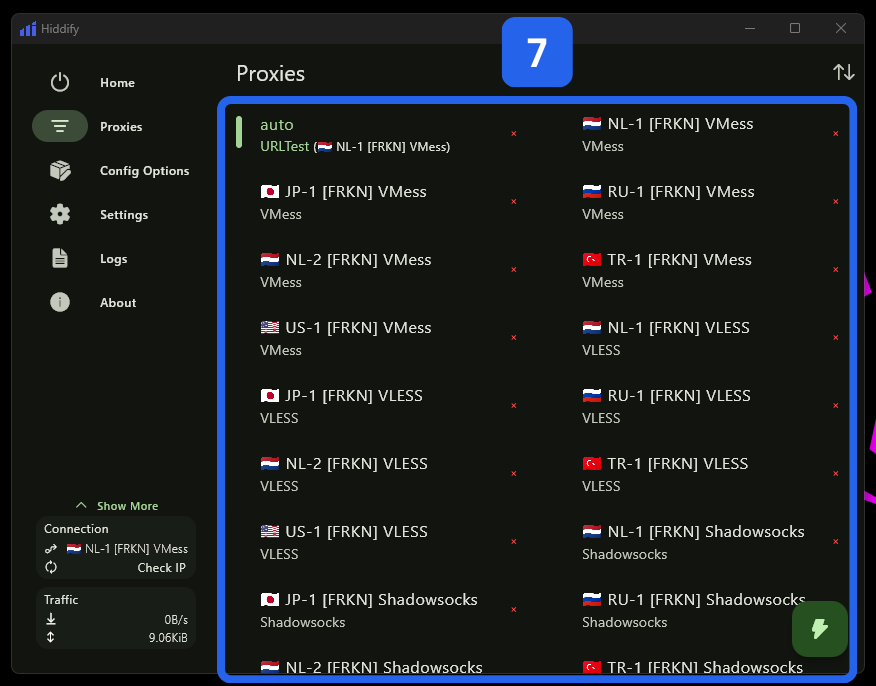 Hiddify
7
Home
Proxies
Config Options
Settings
Logs
About
Show More
Connection
NL-1 [FRKN] VMess
Check IP
Traffic
0B/s
9.06KiB
Proxies
auto
URLTest (🇳🇱 NL-1 [FRKN] VMess)
NL-1 [FRKN] VMess
VMess
JP-1 [FRKN] VMess
VMess
RU-1 [FRKN] VMess
VMess
NL-2 [FRKN] VMess
VMess
TR-1 [FRKN] VMess
VMess
US-1 [FRKN] VMess
VMess
NL-1 [FRKN] VLESS
VLESS
JP-1 [FRKN] VLESS
VLESS
RU-1 [FRKN] VLESS
VLESS
NL-2 [FRKN] VLESS
VLESS
TR-1 [FRKN] VLESS
VLESS
US-1 [FRKN] VLESS
VLESS
NL-1 [FRKN] Shadowsocks
Shadowsocks
JP-1 [FRKN] Shadowsocks
Shadowsocks
RU-1 [FRKN] Shadowsocks
Shadowsocks
NL-2 [FRKN] Shadowsocks
TR-1 [FRKN] Shadowsocks